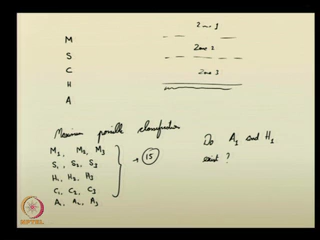 M
S
C
H
A
Zone 1
Zone 2
Zone 3
Maximum possible classification
M1, M2, M3
S1, S2, S3
H1, H2, H3
C1, C2, C3
A1, A2, A3
→ 15
Do A1 and H1
exist ?
NPTEL